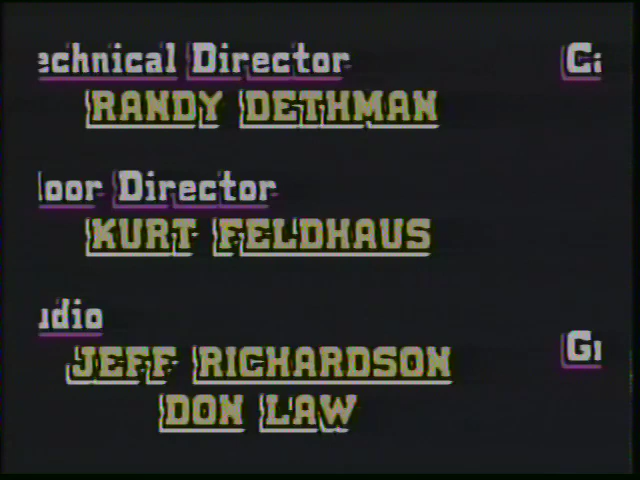 echnical Director
RANDY DETHMAN
loor Director
KURT FELDHAUS
udio
JEFF RICHARDSON
DON LAW